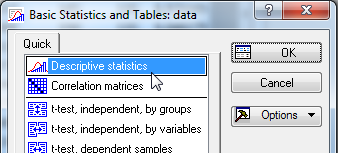 Basic Statistics and Tables: data
Quick
Descriptive statistics
OK
Correlation matrices
Cancel
t-test, independent, by groups
Options
t-test, independent, by variables
t-test, dependent samples